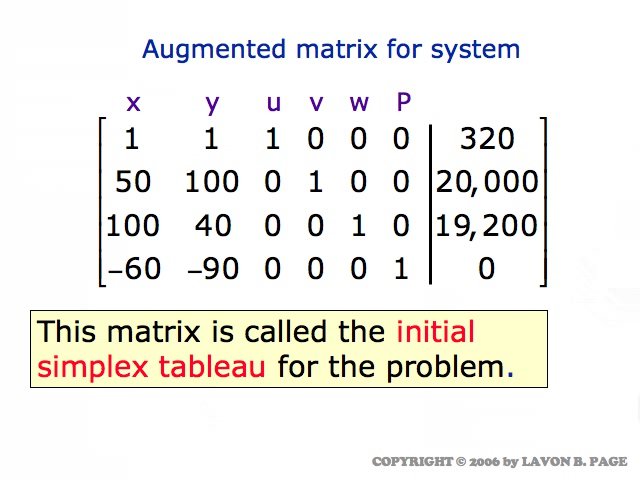 Augmented matrix for system
x y u v w P
1 1 1 0 0 0 320
50 100 0 1 0 0 20,000
100 40 0 0 1 0 19,200
−60 −90 0 0 0 1 0
This matrix is called the initial
simplex tableau for the problem.
COPYRIGHT © 2006 by LAVON B. PAGE